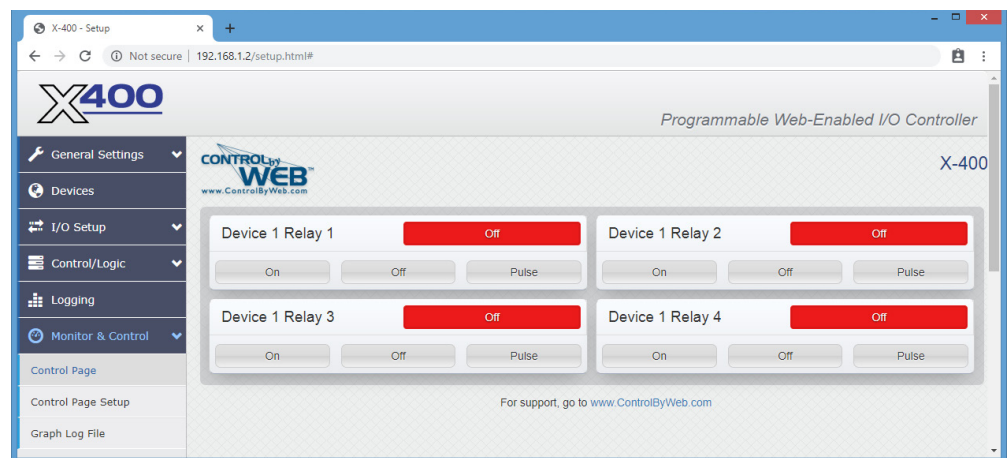 X-400 - Setup
Not secure | 192.168.1.2/setup.html#
X400
Programmable Web-Enabled I/O Controller
General Settings
Devices
I/O Setup
Control/Logic
Logging
Monitor & Control
Control Page
Control Page Setup
Graph Log File
CONTROL by
WEB™
www.ControlByWeb.com
X-400
Device 1 Relay 1 Off
On Off Pulse
Device 1 Relay 2 Off
On Off Pulse
Device 1 Relay 3 Off
On Off Pulse
Device 1 Relay 4 Off
On Off Pulse
For support, go to www.ControlByWeb.com